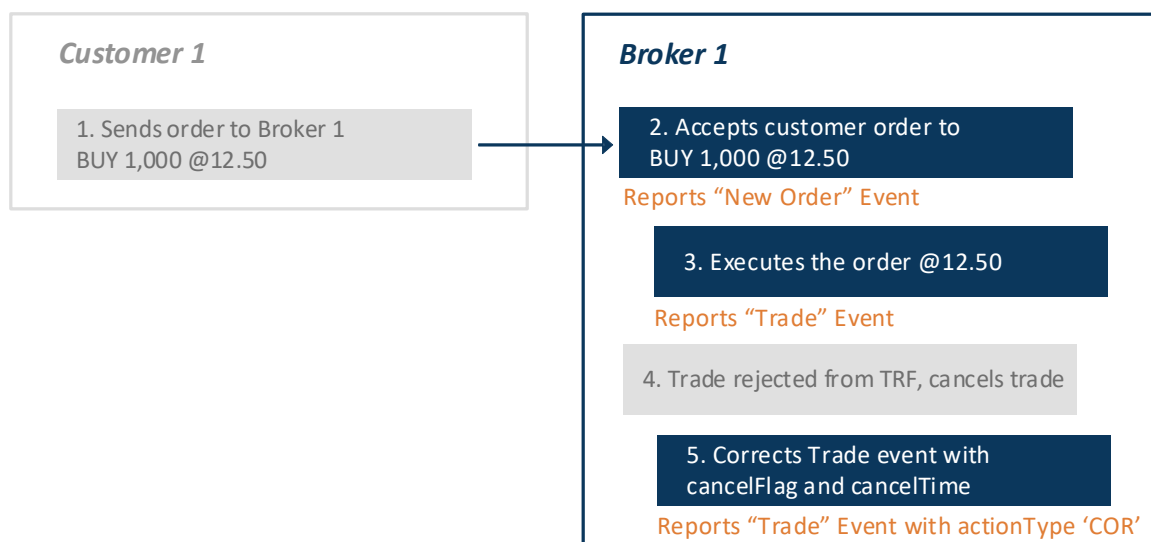 Customer 1
1. Sends order to Broker 1
BUY 1,000 @12.50
Broker 1
2. Accepts customer order to
BUY 1,000 @12.50
Reports “New Order” Event
3. Executes the order @12.50
Reports “Trade” Event
4. Trade rejected from TRF, cancels trade
5. Corrects Trade event with
cancelFlag and cancelTime
Reports “Trade” Event with actionType ‘COR’